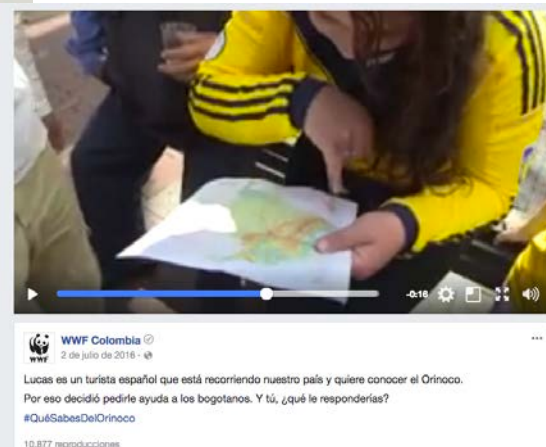 -0:16
WWF Colombia
WWF
2 de julio de 2016 ·
Lucas es un turista español que está recorriendo nuestro país y quiere conocer el Orinoco.
Por eso decidió pedirle ayuda a los bogotanos. Y tú, ¿qué le responderías?
#QuéSabesDelOrinoco
10.877 reproducciones